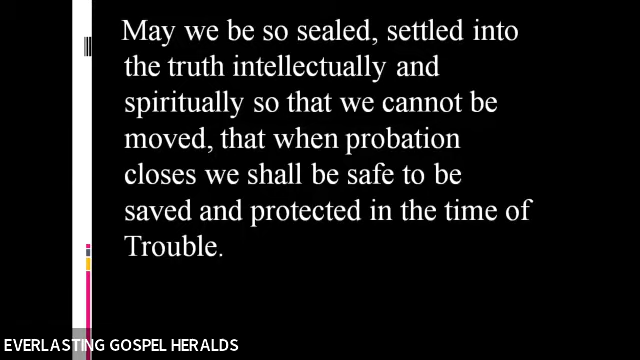 May we be so sealed, settled into
the truth intellectually and
spiritually so that we cannot be
moved, that when probation
closes we shall be safe to be
saved and protected in the time of
Trouble.
EVERLASTING GOSPEL HERALDS